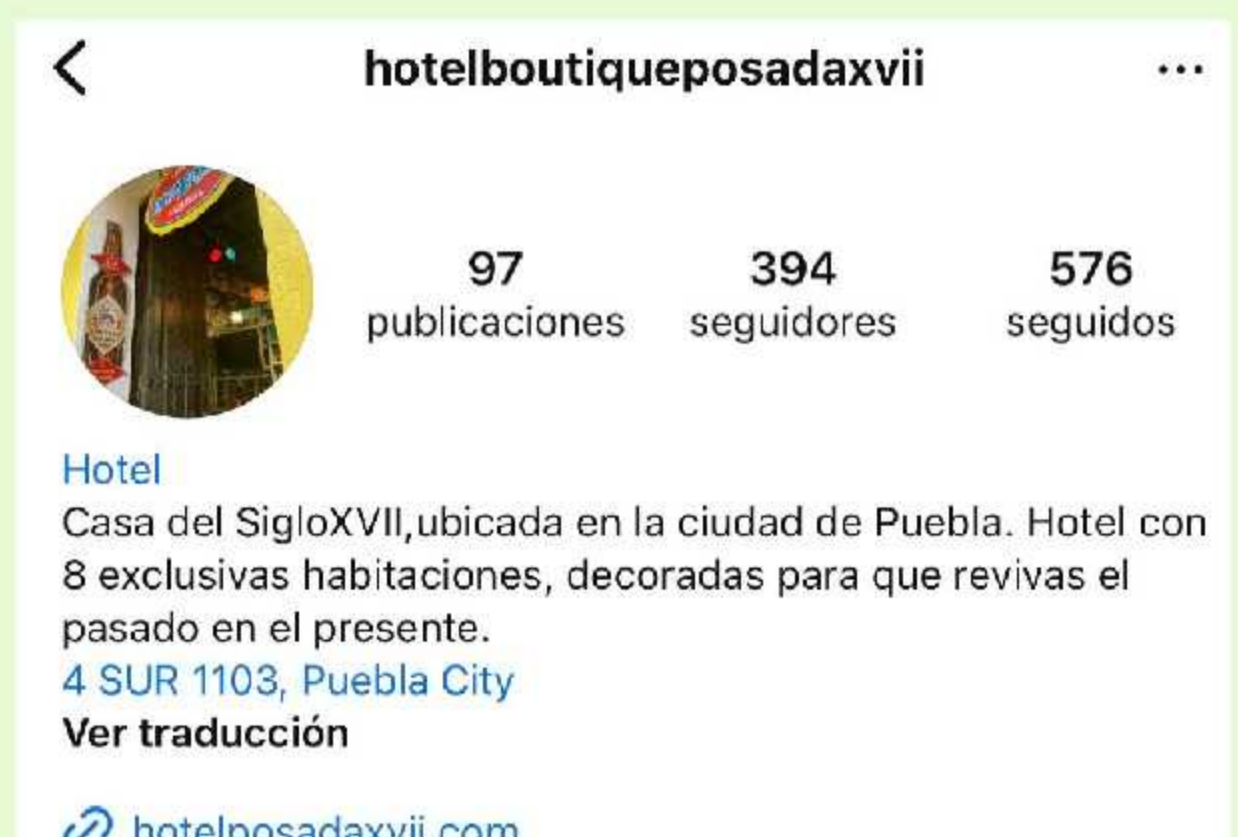 hotelboutiqueposadaxvii
97
394
576
publicaciones
seguidores
seguidos
Hotel
Casa del SigloXVII,ubicada en la ciudad de Puebla. Hotel con
8 exclusivas habitaciones, decoradas para que revivas el
pasado en el presente.
4 SUR 1103, Puebla City
Ver traducción
hotelposadaxvii.com